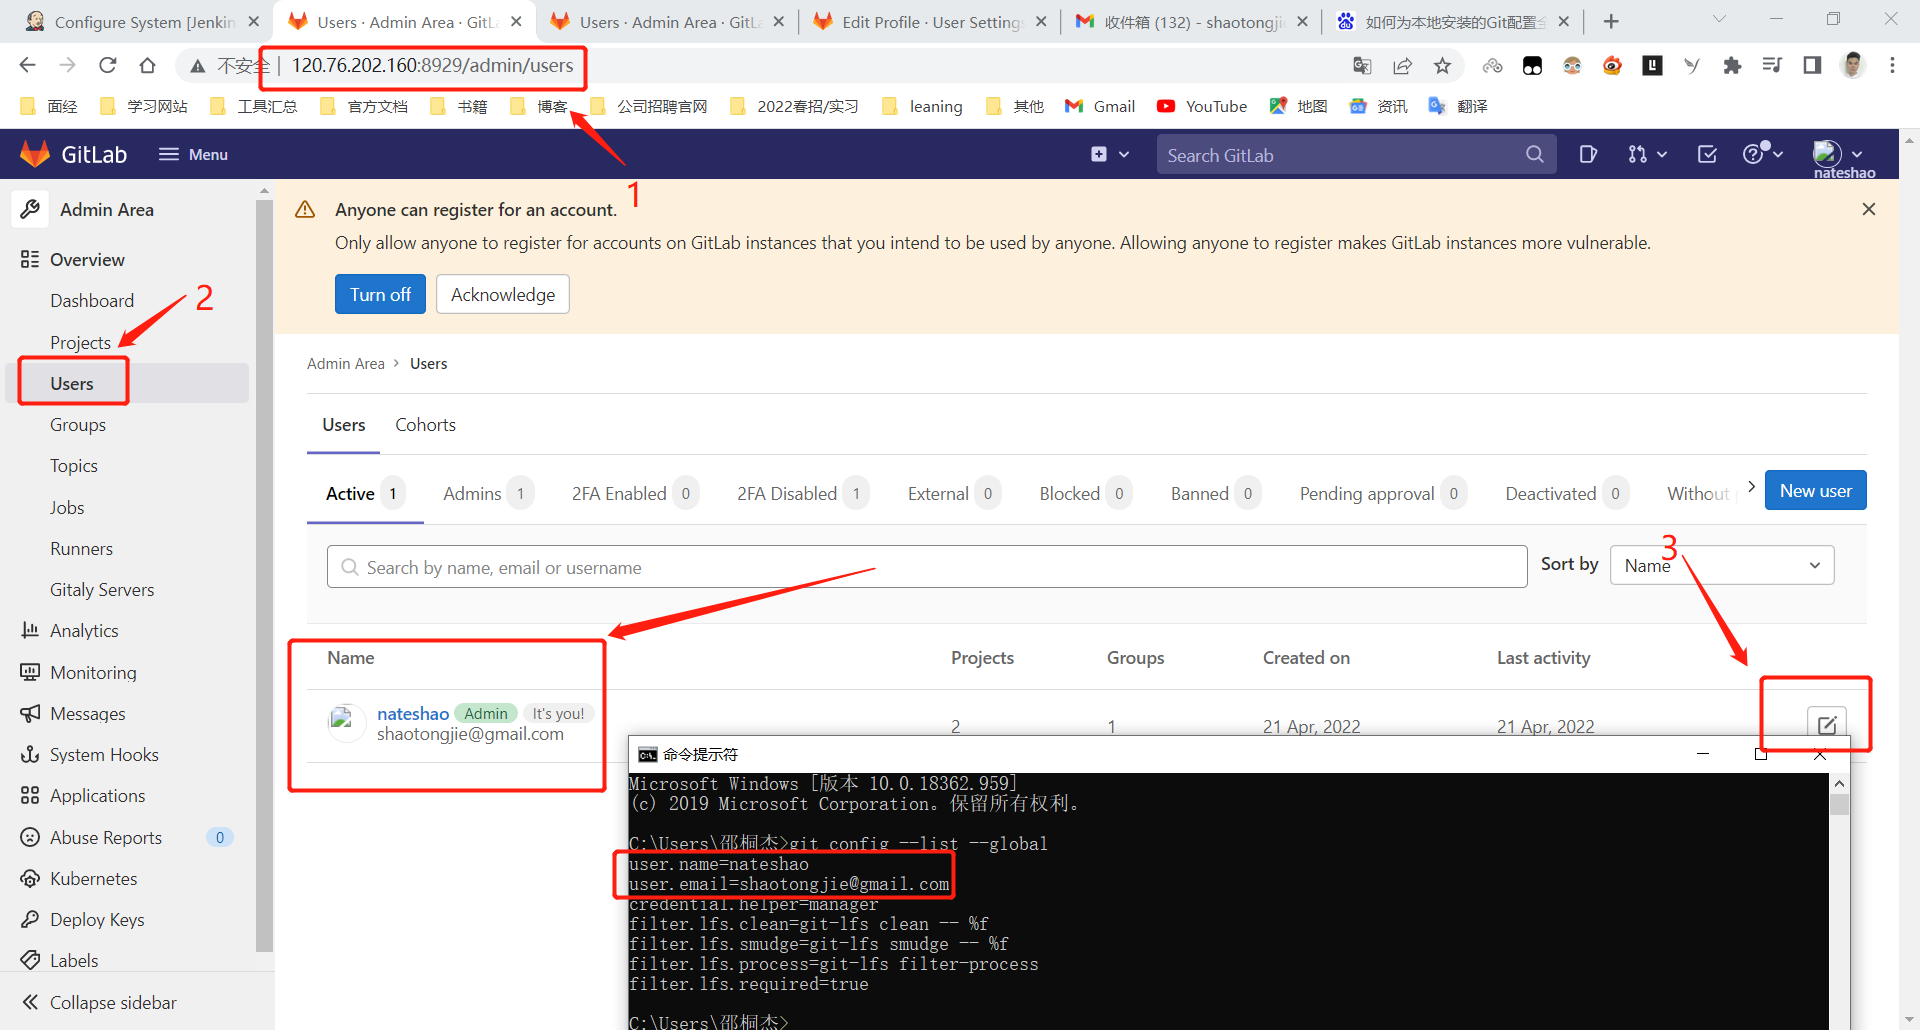 Configure System [Jenkin
Users · Admin Area · GitLa
Users · Admin Area · GitLa
Edit Profile · User Settings
收件箱 (132) - shaotongjie
如何为本地安装的Git配置全
不安全 | 120.76.202.160:8929/admin/users
面经
学习网站
工具汇总
官方文档
书籍
博客
公司招聘官网
2022春招/实习
leaning
其他
Gmail
YouTube
地图
资讯
翻译
GitLab
Menu
Search GitLab
nateshao
1
Admin Area
Overview
Dashboard
2
Projects
Users
Groups
Topics
Jobs
Runners
Gitaly Servers
Analytics
Monitoring
Messages
System Hooks
Applications
Abuse Reports 0
Kubernetes
Deploy Keys
Labels
Collapse sidebar
Anyone can register for an account.
Only allow anyone to register for accounts on GitLab instances that you intend to be used by anyone. Allowing anyone to register makes GitLab instances more vulnerable.
Turn off
Acknowledge
Admin Area > Users
Users
Cohorts
Active 1
Admins 1
2FA Enabled 0
2FA Disabled 1
External 0
Blocked 0
Banned 0
Pending approval 0
Deactivated 0
Without
New user
Search by name, email or username
Sort by
Name
3
Name
Projects
Groups
Created on
Last activity
nateshao Admin It's you!
shaotongjie@gmail.com
2
1
21 Apr, 2022
21 Apr, 2022
命令提示符
Microsoft Windows [版本 10.0.18362.959]
(c) 2019 Microsoft Corporation。保留所有权利。
C:\Users\邵桐杰>git config --list --global
user.name=nateshao
user.email=shaotongjie@gmail.com
credential.helper=manager
filter.lfs.clean=git-lfs clean -- %f
filter.lfs.smudge=git-lfs smudge -- %f
filter.lfs.process=git-lfs filter-process
filter.lfs.required=true
C:\Users\邵桐杰>